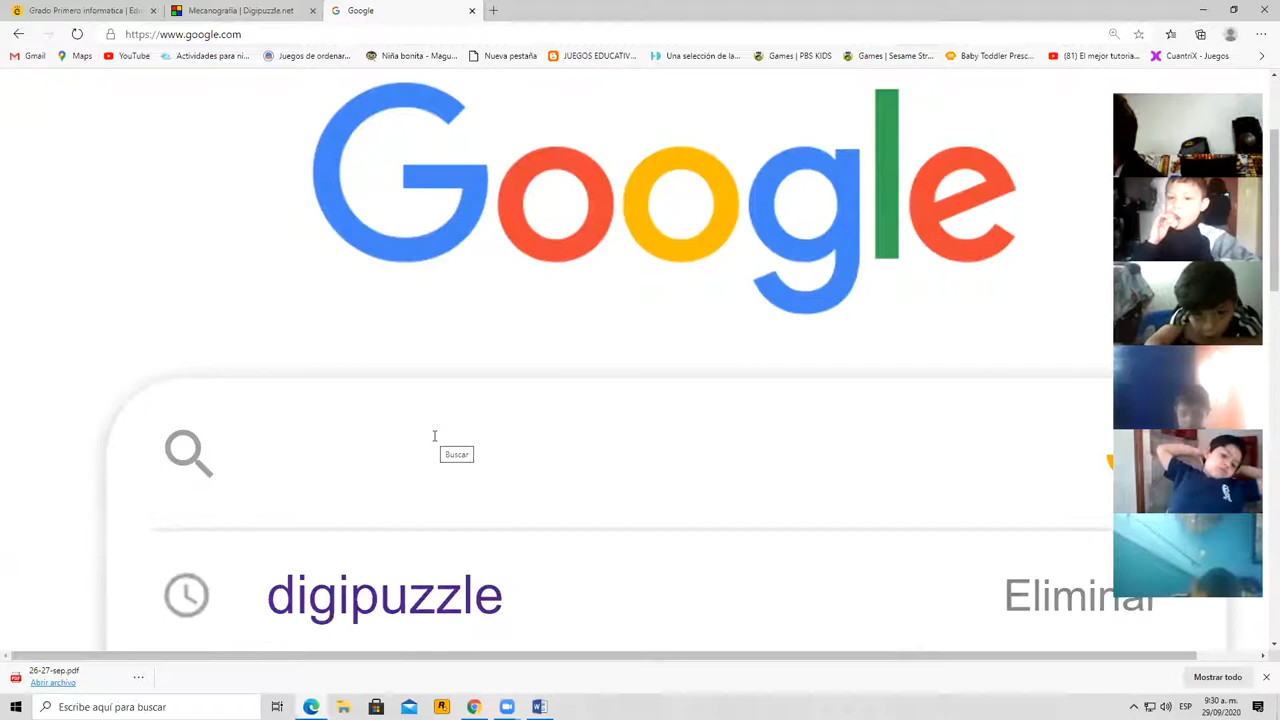 Grado Primero informatica | Edm
Mecanografía | Digipuzzle.net
Google
https://www.google.com
Gmail
Maps
YouTube
Actividades para ni...
Juegos de ordenar...
Niña bonita - Magu...
Nueva pestaña
JUEGOS EDUCATIV...
Una selección de la...
Games | PBS KIDS
Games | Sesame Str...
Baby Toddler Presc...
(81) El mejor tutoria...
CuantriX - Juegos
Google
Buscar
digipuzzle
Eliminar
26-27-sep.pdf
Abrir archivo
Mostrar todo
Escribe aquí para buscar
ESP
9:30 a. m.
29/09/2020